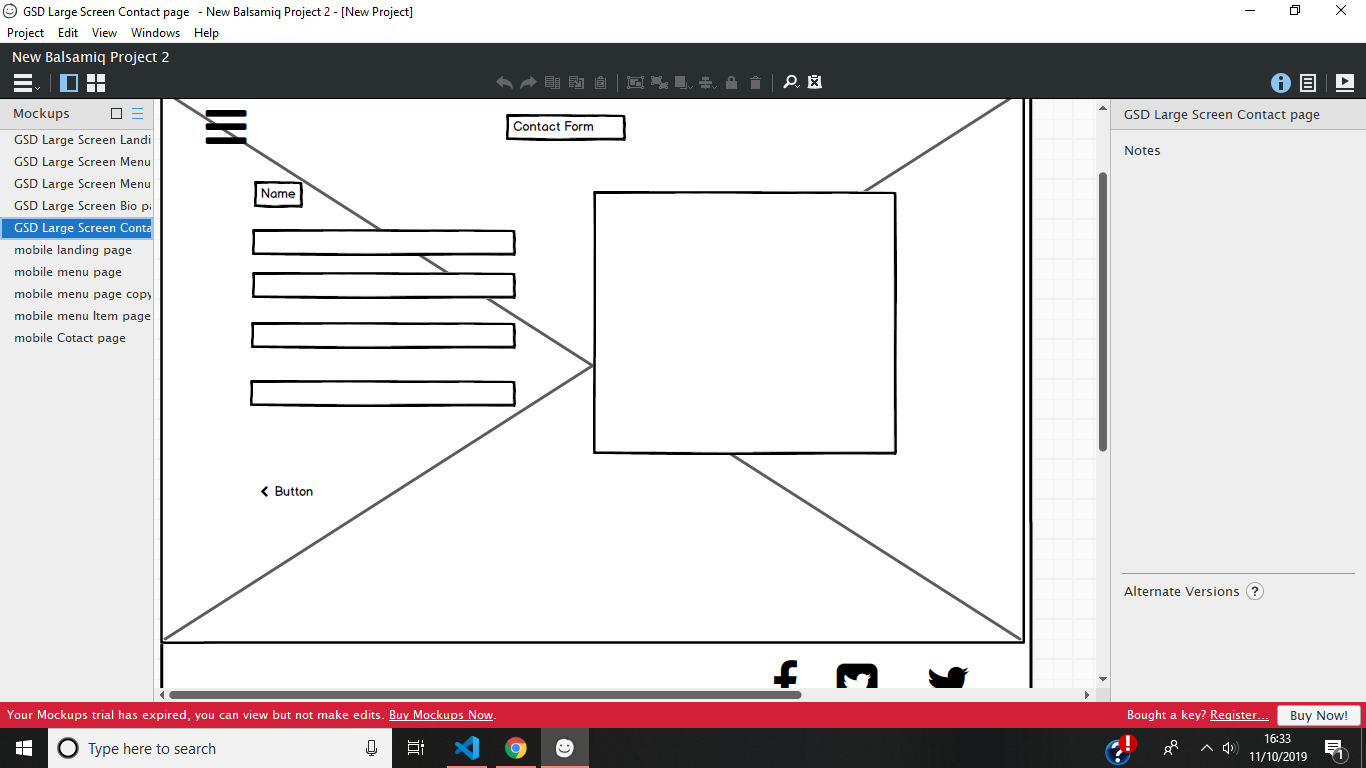 GSD Large Screen Contact page - New Balsamiq Project 2 - [New Project]
Project Edit View Windows Help
New Balsamiq Project 2
Mockups
GSD Large Screen Landi
GSD Large Screen Menu
GSD Large Screen Menu
GSD Large Screen Bio pa
GSD Large Screen Conta
mobile landing page
mobile menu page
mobile menu page copy
mobile menu Item page
mobile Cotact page
Contact Form
Name
Button
GSD Large Screen Contact page
Notes
Alternate Versions ?
Your Mockups trial has expired, you can view but not make edits. Buy Mockups Now.
Bought a key? Register... Buy Now!
Type here to search
16:33
11/10/2019
1